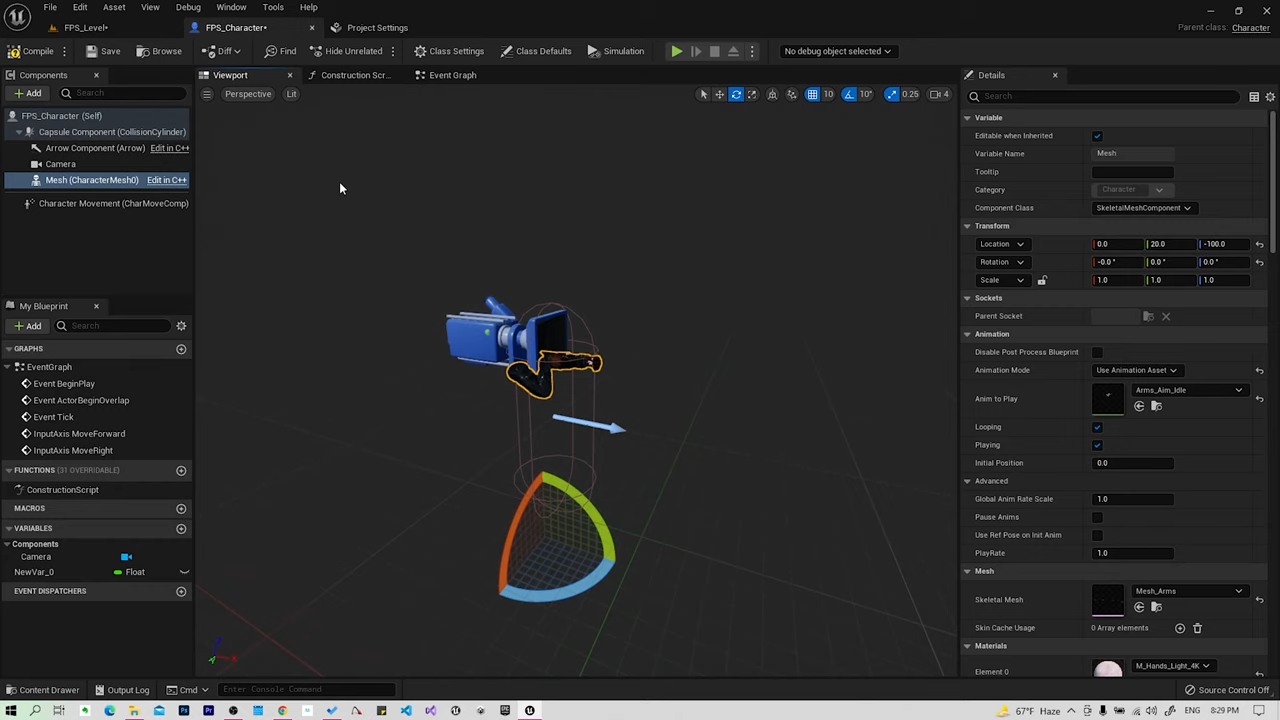 File Edit Asset View Debug Window Tools Help
FPS_Level• FPS_Character• Project Settings Parent class: Character
Compile Save Browse Diff Find Hide Unrelated Class Settings Class Defaults Simulation No debug object selected
Components Viewport Construction Scr... Event Graph Details
Add Search Perspective Lit 10 10° 0.25 4 Search
FPS_Character (Self) Variable
Capsule Component (CollisionCylinder) Editable when Inherited
Arrow Component (Arrow) Edit in C++ Variable Name Mesh
Camera Tooltip
Mesh (CharacterMesh0) Edit in C++ Category Character
Character Movement (CharMoveComp) Component Class SkeletalMeshComponent
Transform
Location 0.0 20.0 -100.0
Rotation -0.0 ° 0.0 ° 0.0 °
Scale 1.0 1.0 1.0
My Blueprint Sockets
Add Search Parent Socket
GRAPHS Animation
EventGraph Disable Post Process Blueprint
Event BeginPlay Animation Mode Use Animation Asset
Event ActorBeginOverlap Anim to Play Arms_Aim_Idle
Event Tick Looping
InputAxis MoveForward Playing
InputAxis MoveRight Initial Position 0.0
FUNCTIONS (31 OVERRIDABLE) Advanced
ConstructionScript Global Anim Rate Scale 1.0
MACROS Pause Anims
VARIABLES Use Ref Pose on Init Anim
Components PlayRate 1.0
Camera Mesh
NewVar_0 Float
EVENT DISPATCHERS Skeletal Mesh Mesh_Arms
Skin Cache Usage 0 Array elements
Materials
Element 0 M_Hands_Light_4K
Content Drawer Output Log Cmd Enter Console Command Source Control Off
67°F Haze ENG 8:29 PM